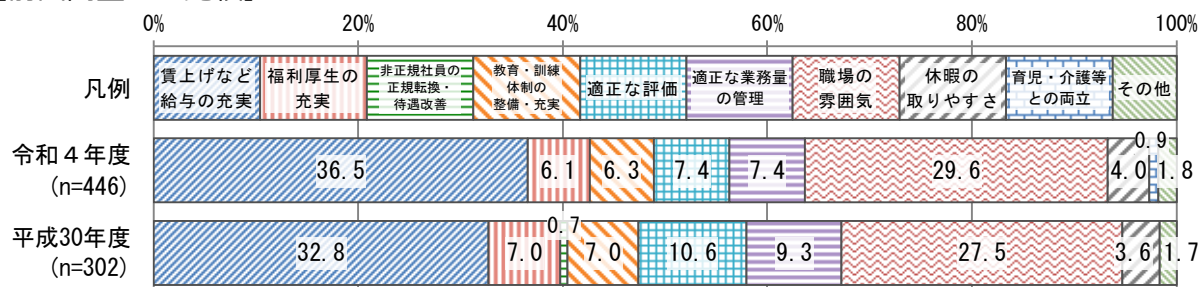 0%
20%
40%
60%
80%
100%
凡例
賃上げなど
給与の充実
福利厚生の
充実
非正規社員の
正規転換・
待遇改善
教育・訓練
体制の
整備・充実
適正な評価
適正な業務量
の管理
職場の
雰囲気
休暇の
取りやすさ
育児・介護等
との両立
その他
令和４年度
(n=446)
36.5
6.1
6.3
7.4
7.4
29.6
4.0
0.9
1.8
平成30年度
(n=302)
32.8
7.0
0.7
7.0
10.6
9.3
27.5
3.6
1.7